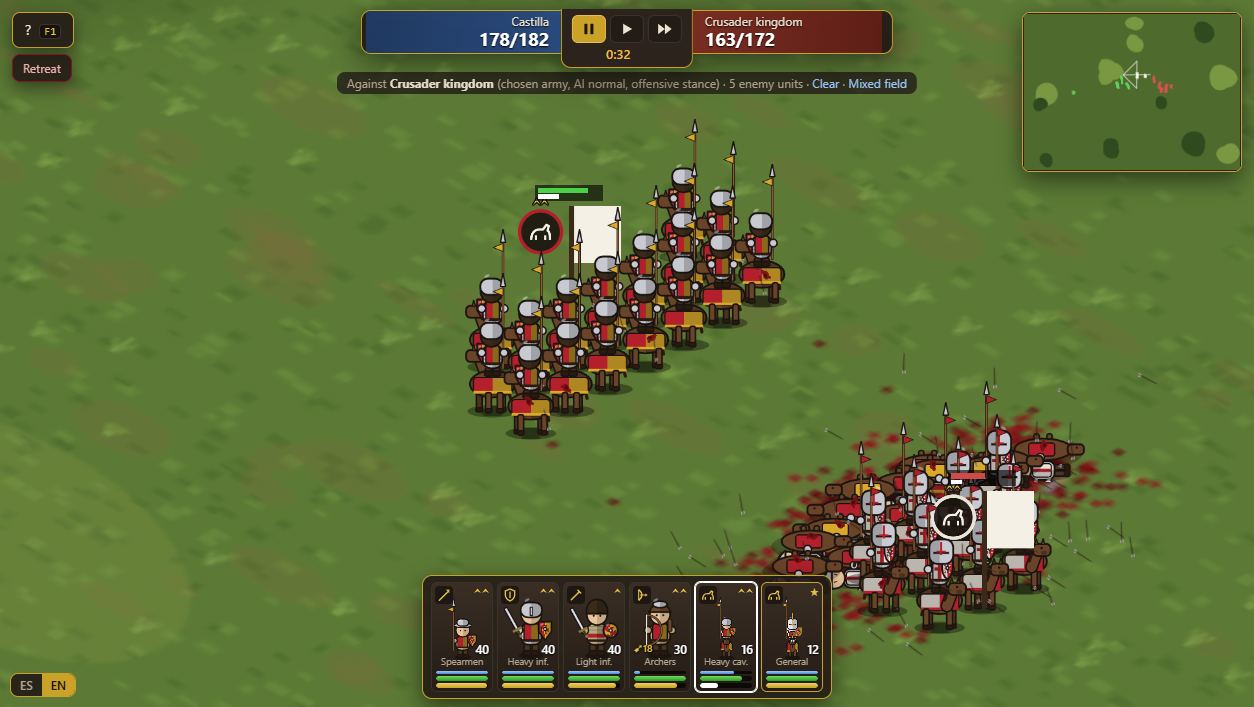 ? F1
Retreat
Castilla
178/182
0:32
Crusader kingdom
163/172
Against Crusader kingdom (chosen army, AI normal, offensive stance) · 5 enemy units · Clear · Mixed field
40
Spearmen
40
Heavy inf.
40
Light inf.
18
30
Archers
16
Heavy cav.
12
General
ES EN